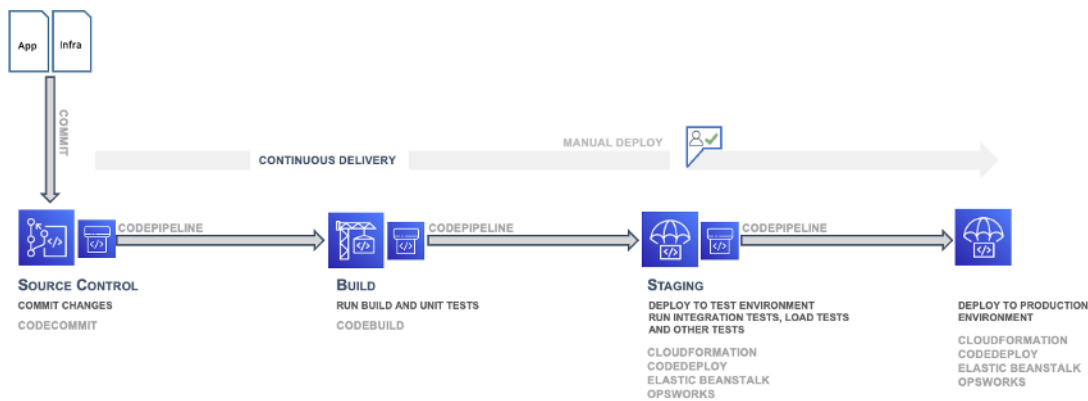 App Infra
COMMIT
MANUAL DEPLOY
CONTINUOUS DELIVERY
CODEPIPELINE
CODEPIPELINE
CODEPIPELINE
SOURCE CONTROL
COMMIT CHANGES
CODECOMMIT
BUILD
RUN BUILD AND UNIT TESTS
CODEBUILD
STAGING
DEPLOY TO TEST ENVIRONMENT
RUN INTEGRATION TESTS, LOAD TESTS
AND OTHER TESTS
CLOUDFORMATION
CODEDEPLOY
ELASTIC BEANSTALK
OPSWORKS
DEPLOY TO PRODUCTION
ENVIRONMENT
CLOUDFORMATION
CODEDEPLOY
ELASTIC BEANSTALK
OPSWORKS